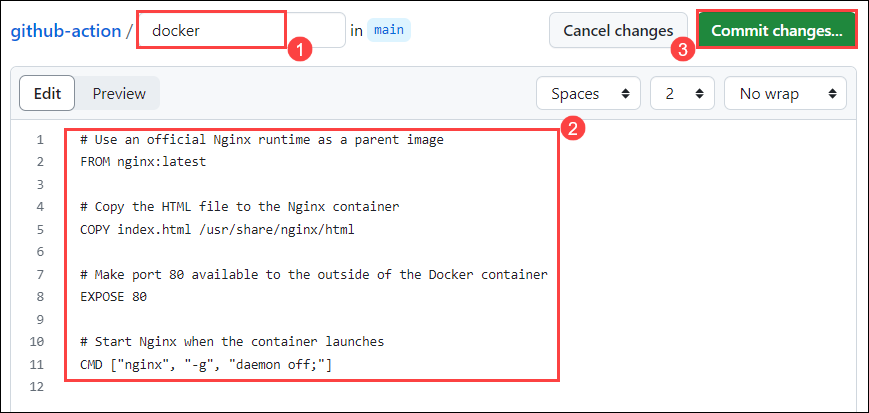 github-action / docker in main Cancel changes Commit changes...
1
3
Edit Preview Spaces 2 No wrap
2
1 # Use an official Nginx runtime as a parent image
2 FROM nginx:latest
3
4 # Copy the HTML file to the Nginx container
5 COPY index.html /usr/share/nginx/html
6
7 # Make port 80 available to the outside of the Docker container
8 EXPOSE 80
9
10 # Start Nginx when the container launches
11 CMD ["nginx", "-g", "daemon off;"]
12